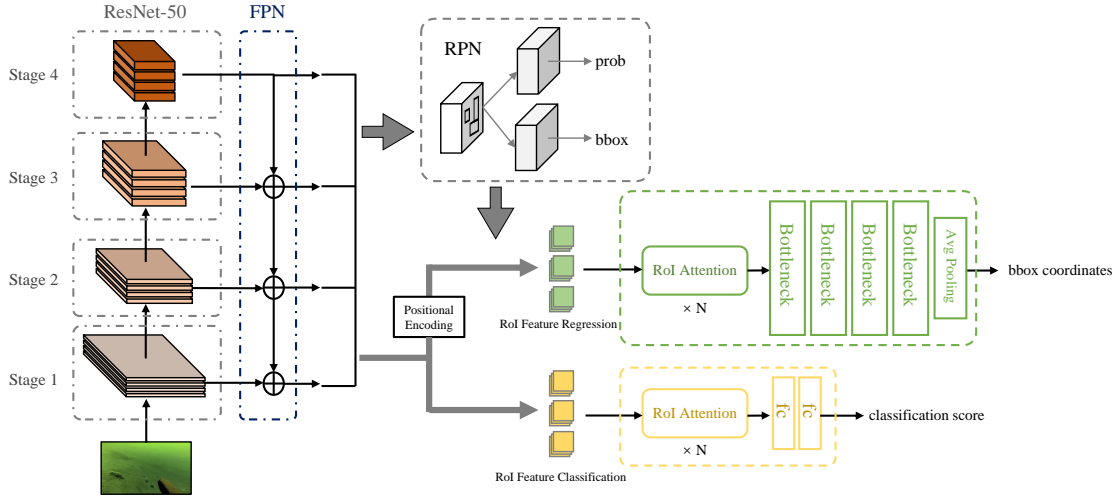 ResNet-50
FPN
Stage 4
Stage 3
Stage 2
Stage 1
RPN
prob
bbox
Positional
Encoding
RoI Feature Regression
RoI Attention
× N
Bottleneck
Bottleneck
Bottleneck
Bottleneck
Avg Pooling
bbox coordinates
RoI Feature Classification
RoI Attention
× N
fc
fc
classification score